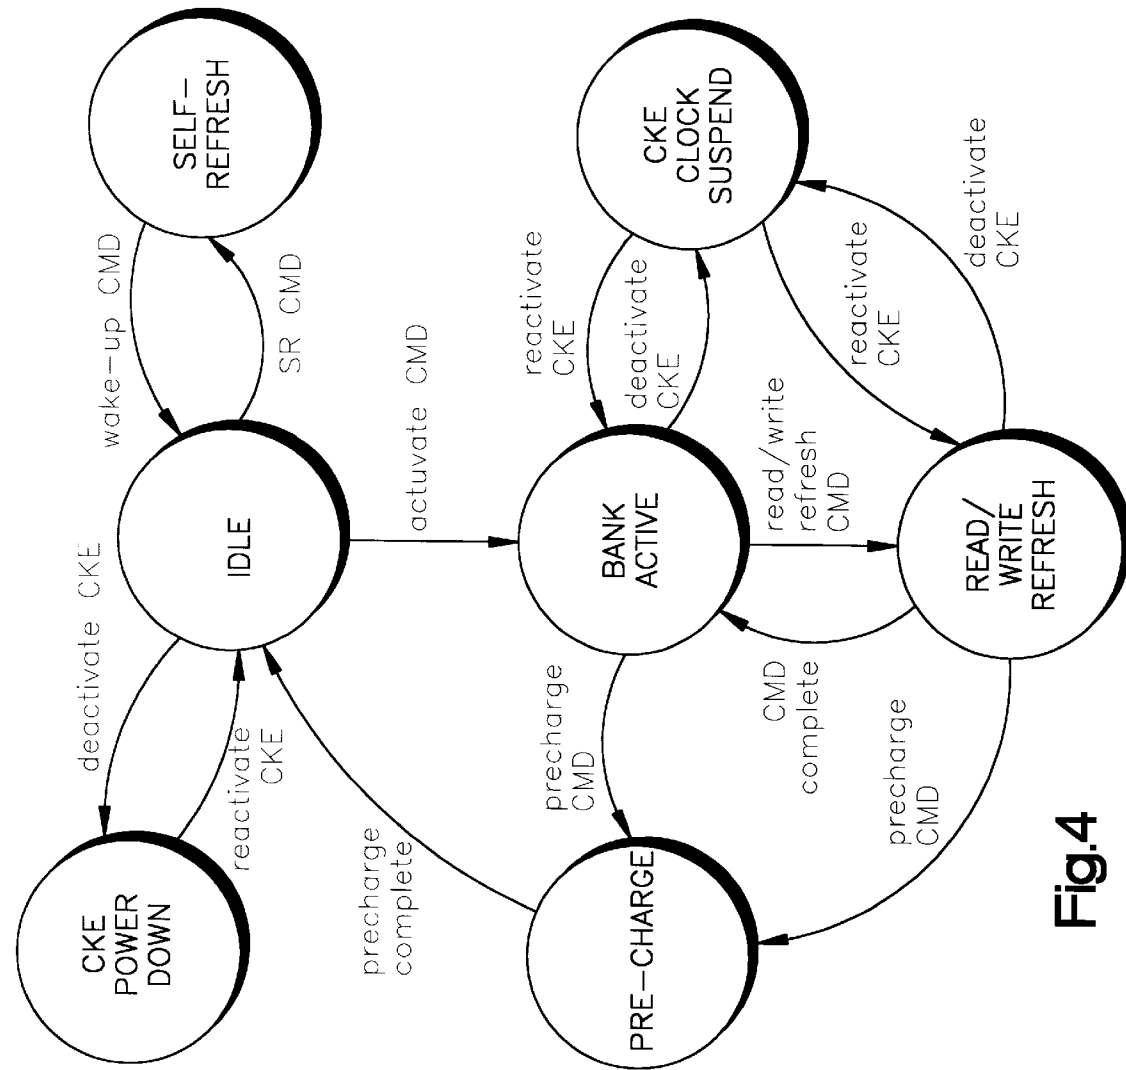 SELF-
REFRESH
wake-up CMD
SR CMD
IDLE
deactivate CKE
reactivate
CKE
CKE
POWER
DOWN
actuvate CMD
CKE
CLOCK
SUSPEND
reactivate
CKE
deactivate
CKE
reactivate
CKE
deactivate
CKE
BANK
ACTIVE
read/write
refresh
CMD
READ/
WRITE
REFRESH
CMD
complete
precharge
CMD
precharge
CMD
precharge
complete
PRE-CHARGE
Fig.4